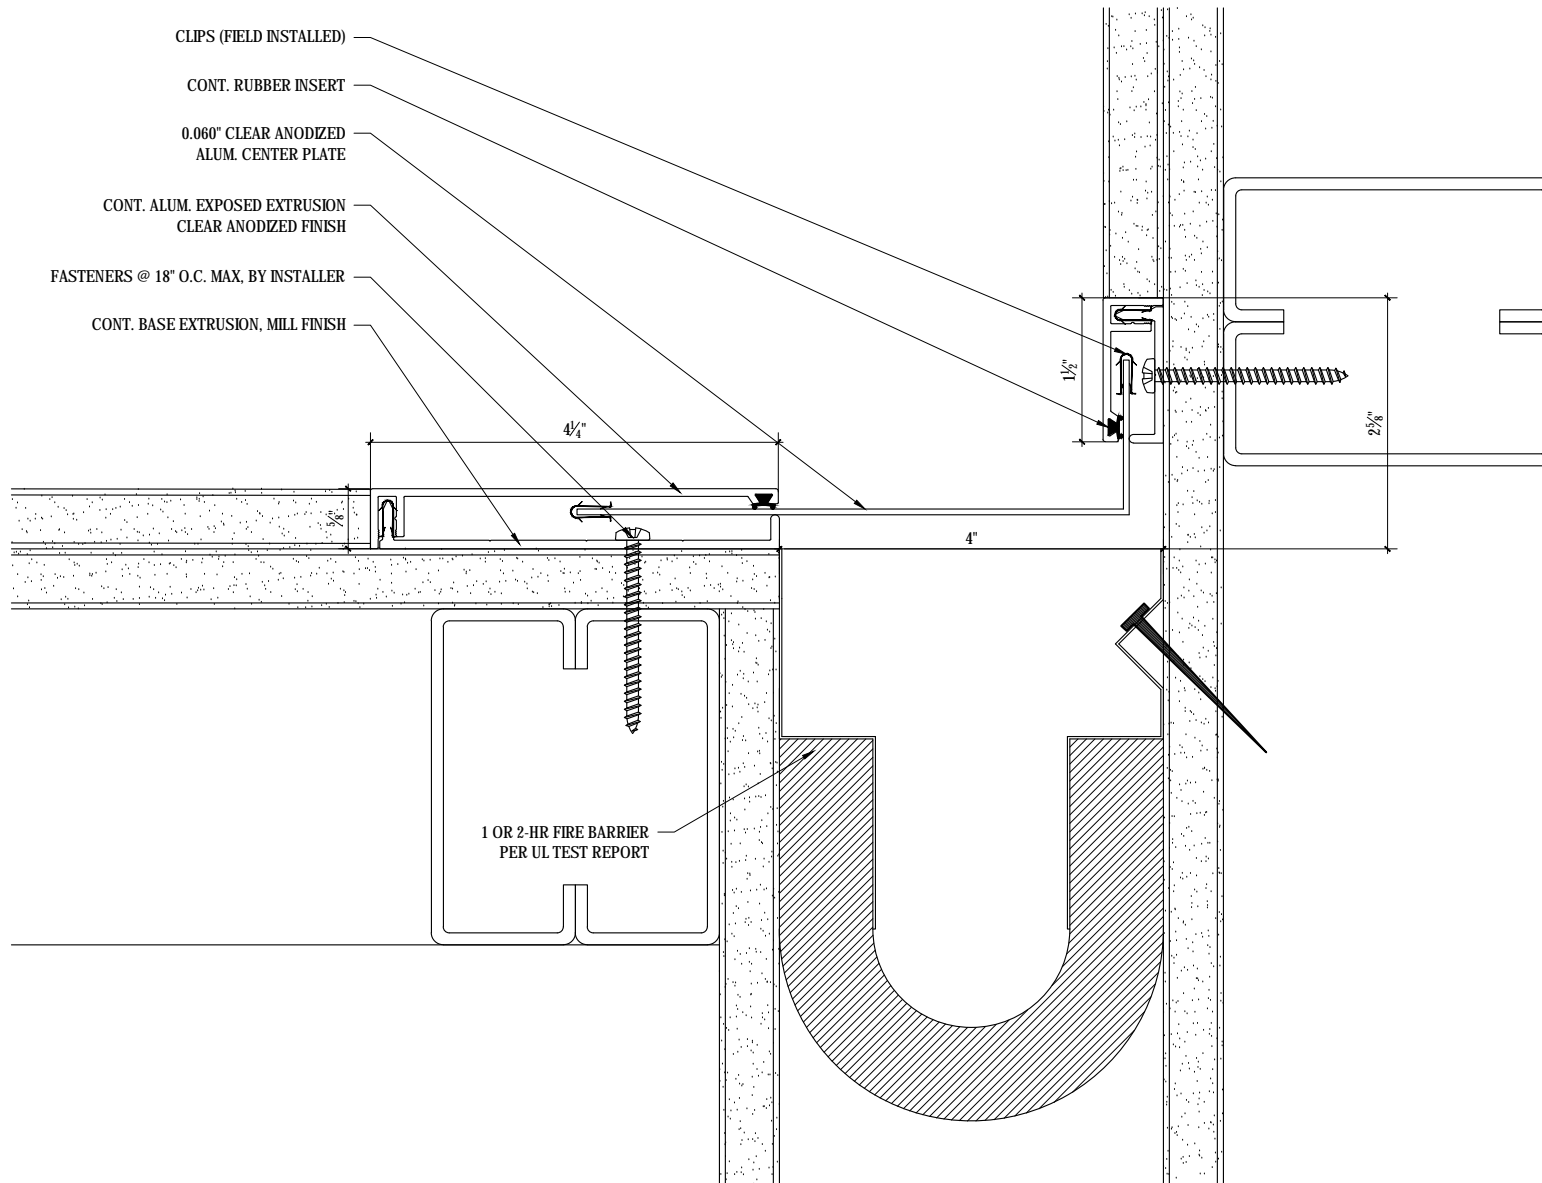 CLIPS (FIELD INSTALLED)
CONT. RUBBER INSERT
0.060" CLEAR ANODIZED
ALUM. CENTER PLATE
CONT. ALUM. EXPOSED EXTRUSION
CLEAR ANODIZED FINISH
FASTENERS @ 18" O.C. MAX, BY INSTALLER
CONT. BASE EXTRUSION, MILL FINISH
1½"
2⅝"
4¼"
⅝"
4"
1 OR 2-HR FIRE BARRIER
PER UL TEST REPORT